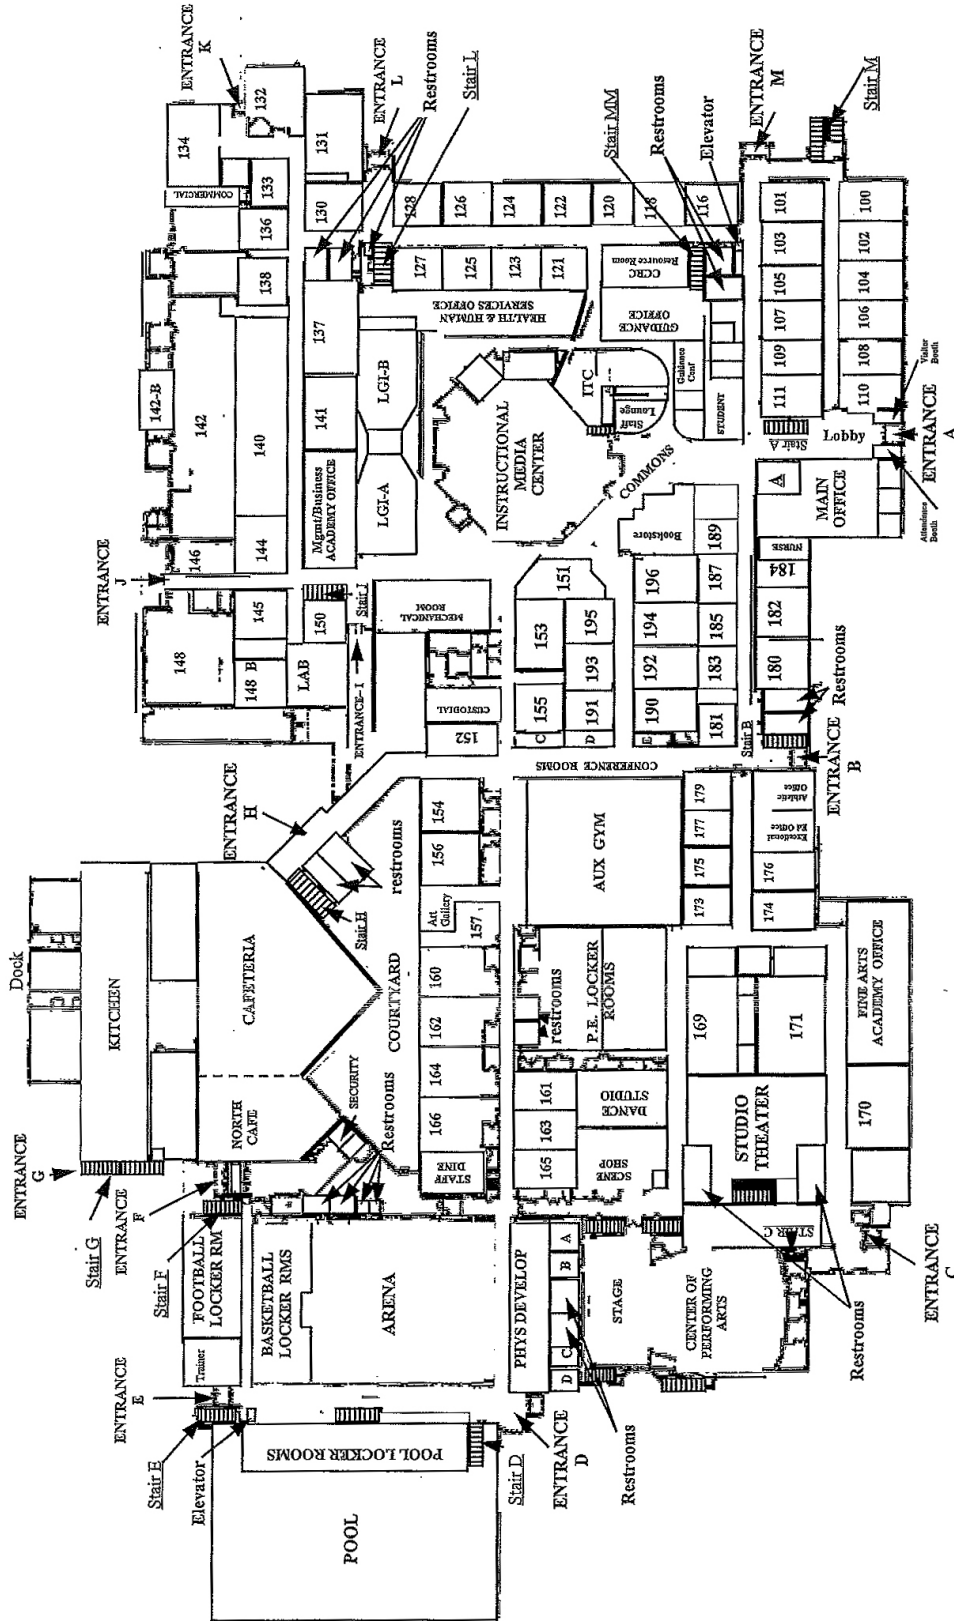 ENTRANCE
K
ENTRANCE
L
Restrooms
Stair L
Stair MM
Restrooms
Elevator
ENTRANCE
M
Stair M
134
132
131
COMMERCIAL
133
136
138
130
128
126
124
122
120
118
116
127
125
123
121
CCRC
Resource Room
101
103
105
107
109
111
100
102
104
106
108
110
Visitor
Booth
HEALTH & HUMAN
SERVICES OFFICE
GUIDANCE
OFFICE
Guidance
Conf
STUDENT
142-B
142
140
137
141
LGI-B
LGI-A
Mgmt/Business
ACADEMY OFFICE
INSTRUCTIONAL
MEDIA
CENTER
ITC
Staff
Lounge
COMMONS
Stair A
Lobby
ENTRANCE
A
Attendance
Booth
MAIN
OFFICE
A
NURSE
184
182
180
Restrooms
ENTRANCE
J
146
144
148
145
148 B
150
LAB
Stair J
ENTRANCE-I
MECHANICAL
ROOM
CUSTODIAL
152
151
153
155
C
195
193
191
D
Bookstore
189
196
194
192
190
E
187
185
183
181
Stair B
ENTRANCE
B
CONFERENCE ROOMS
ENTRANCE
H
restrooms
Stair H
154
156
Art
Gallery
157
160
162
164
166
STAFF
DINE
COURTYARD
AUX GYM
179
177
175
173
Athletic
Office
Exceptional
Ed Office
176
174
Dock
KITCHEN
CAFETERIA
NORTH
CAFE
SECURITY
Restrooms
restrooms
P.E. LOCKER
ROOMS
161
163
165
DANCE
STUDIO
SCENE
SHOP
169
171
STUDIO
THEATER
FINE ARTS
ACADEMY OFFICE
170
ENTRANCE
G
Stair G
ENTRANCE
F
Stair F
FOOTBALL
LOCKER RM
BASKETBALL
LOCKER RMS
ARENA
Trainer
PHYS DEVELOP
A
B
C
D
STAGE
CENTER OF
PERFORMING
ARTS
STAIR C
ENTRANCE
C
Restrooms
ENTRANCE
E
Stair E
Elevator
POOL LOCKER ROOMS
POOL
Stair D
ENTRANCE
D
Restrooms